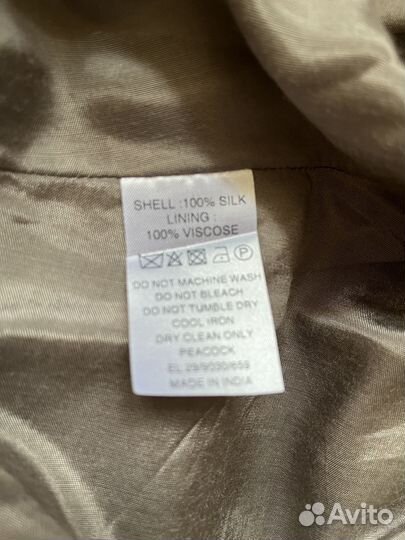 SHELL :100% SILK
LINING :
100% VISCOSE
DO NOT MACHINE WASH
DO NOT BLEACH
DO NOT TUMBLE DRY
COOL IRON
DRY CLEAN ONLY
PEACOCK
EL 29/9030/659
MADE IN INDIA
Avito